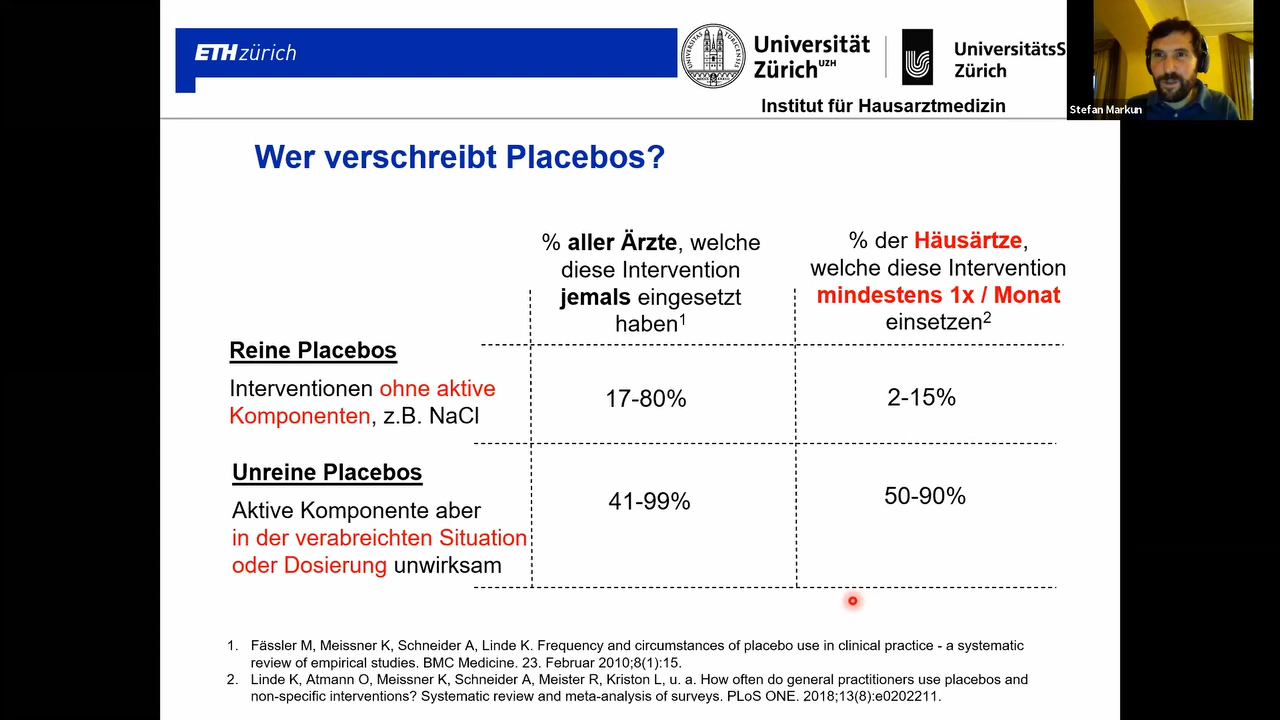 ETH zürich
Universität
Zürich UZH
UniversitätsS
Zürich
Institut für Hausarztmedizin
Stefan Markun
Wer verschreibt Placebos?
% aller Ärzte, welche
diese Intervention
jemals eingesetzt
haben1
% der Häusärtze,
welche diese Intervention
mindestens 1x / Monat
einsetzen2
Reine Placebos
Interventionen ohne aktive
Komponenten, z.B. NaCl
17-80%
2-15%
Unreine Placebos
Aktive Komponente aber
in der verabreichten Situation
oder Dosierung unwirksam
41-99%
50-90%
1. Fässler M, Meissner K, Schneider A, Linde K. Frequency and circumstances of placebo use in clinical practice - a systematic
review of empirical studies. BMC Medicine. 23. Februar 2010;8(1):15.
2. Linde K, Atmann O, Meissner K, Schneider A, Meister R, Kriston L, u. a. How often do general practitioners use placebos and
non-specific interventions? Systematic review and meta-analysis of surveys. PLoS ONE. 2018;13(8):e0202211.